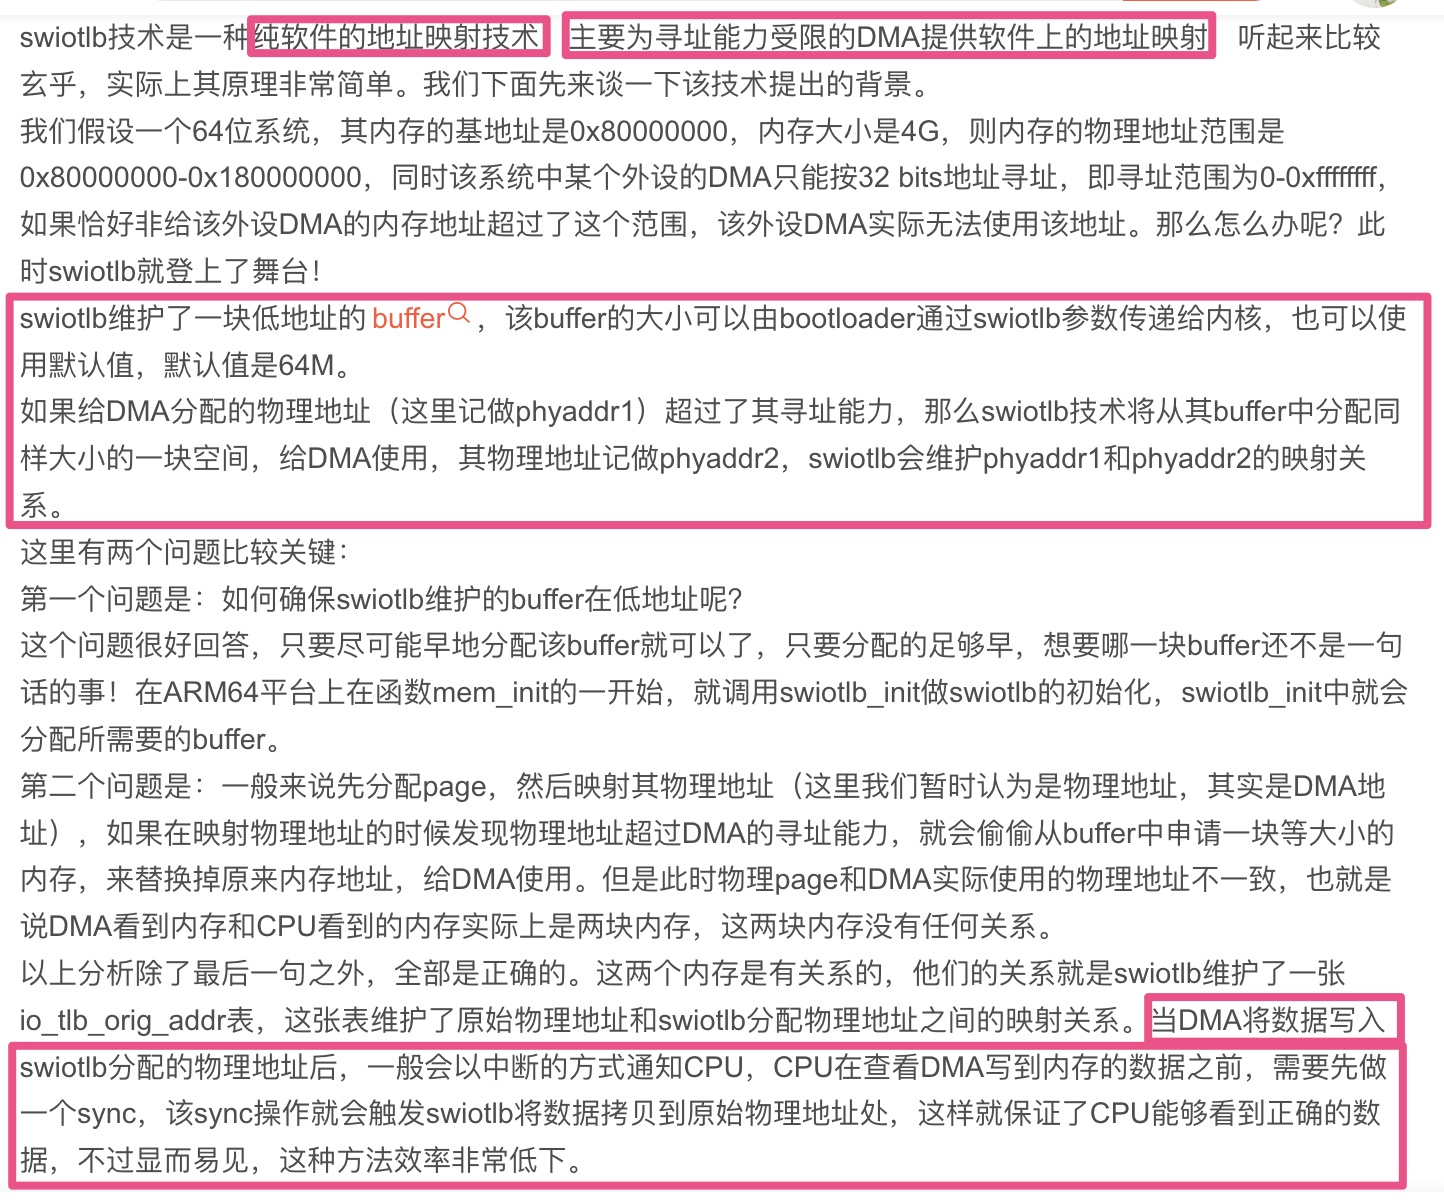 swiotlb技术是一种纯软件的地址映射技术 主要为寻址能力受限的DMA提供软件上的地址映射 听起来比较
玄乎，实际上其原理非常简单。我们下面先来谈一下该技术提出的背景。
我们假设一个64位系统，其内存的基地址是0x80000000，内存大小是4G，则内存的物理地址范围是
0x80000000-0x180000000，同时该系统中某个外设的DMA只能按32 bits地址寻址，即寻址范围为0-0xffffffff，
如果恰好非给该外设DMA的内存地址超过了这个范围，该外设DMA实际无法使用该地址。那么怎么办呢？此
时swiotlb就登上了舞台！
swiotlb维护了一块低地址的 buffer，该buffer的大小可以由bootloader通过swiotlb参数传递给内核，也可以使
用默认值，默认值是64M。
如果给DMA分配的物理地址（这里记做phyaddr1）超过了其寻址能力，那么swiotlb技术将从其buffer中分配同
样大小的一块空间，给DMA使用，其物理地址记做phyaddr2，swiotlb会维护phyaddr1和phyaddr2的映射关
系。
这里有两个问题比较关键：
第一个问题是：如何确保swiotlb维护的buffer在低地址呢？
这个问题很好回答，只要尽可能早地分配该buffer就可以了，只要分配的足够早，想要哪一块buffer还不是一句
话的事！在ARM64平台上在函数mem_init的一开始，就调用swiotlb_init做swiotlb的初始化，swiotlb_init中就会
分配所需要的buffer。
第二个问题是：一般来说先分配page，然后映射其物理地址（这里我们暂时认为是物理地址，其实是DMA地
址），如果在映射物理地址的时候发现物理地址超过DMA的寻址能力，就会偷偷从buffer中申请一块等大小的
内存，来替换掉原来内存地址，给DMA使用。但是此时物理page和DMA实际使用的物理地址不一致，也就是
说DMA看到内存和CPU看到的内存实际上是两块内存，这两块内存没有任何关系。
以上分析除了最后一句之外，全部是正确的。这两个内存是有关系的，他们的关系就是swiotlb维护了一张
io_tlb_orig_addr表，这张表维护了原始物理地址和swiotlb分配物理地址之间的映射关系。当DMA将数据写入
swiotlb分配的物理地址后，一般会以中断的方式通知CPU，CPU在查看DMA写到内存的数据之前，需要先做
一个sync，该sync操作就会触发swiotlb将数据拷贝到原始物理地址处，这样就保证了CPU能够看到正确的数
据，不过显而易见，这种方法效率非常低下。